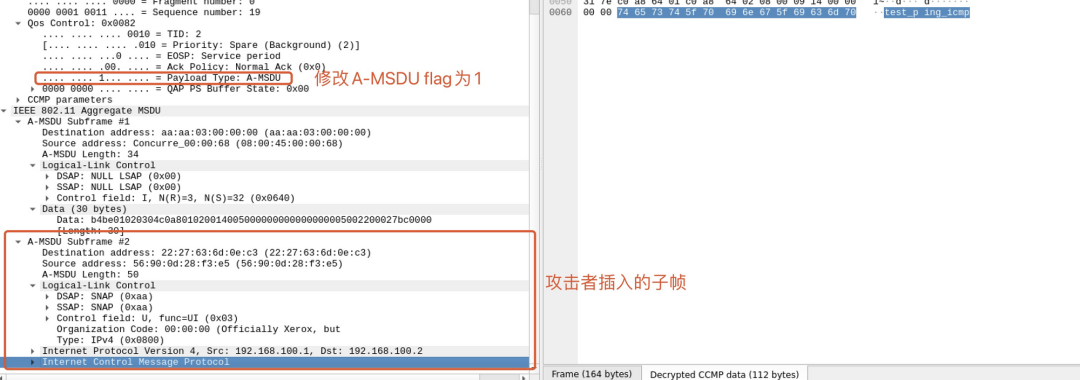 .... .... .... 0000 = Fragment number: 0
0000 0001 0011 .... = Sequence number: 19
Qos Control: 0x0082
.... .... .... 0010 = TID: 2
[.... .... .... .010 = Priority: Spare (Background) (2)]
.... .... ...0 .... = EOSP: Service period
.... .... .00. .... = Ack Policy: Normal Ack (0x0)
.... .... 1... .... = Payload Type: A-MSDU
修改A-MSDU flag为1
0000 0000 .... .... = QAP PS Buffer State: 0x00
CCMP parameters
IEEE 802.11 Aggregate MSDU
A-MSDU Subframe #1
Destination address: aa:aa:03:00:00:00 (aa:aa:03:00:00:00)
Source address: Concurre_00:00:68 (08:00:45:00:00:68)
A-MSDU Length: 34
Logical-Link Control
DSAP: NULL LSAP (0x00)
SSAP: NULL LSAP (0x00)
Control field: I, N(R)=3, N(S)=32 (0x0640)
Data (30 bytes)
[Length: 30]
A-MSDU Subframe #2
Destination address: 22:27:63:6d:0e:c3 (22:27:63:6d:0e:c3)
Source address: 56:90:0d:28:f3:e5 (56:90:0d:28:f3:e5)
A-MSDU Length: 50
Logical-Link Control
DSAP: SNAP (0xaa)
SSAP: SNAP (0xaa)
Control field: U, func=UI (0x03)
Organization Code: 00:00:00 (Officially Xerox, but
Type: IPv4 (0x0800)
Internet Protocol Version 4, Src: 192.168.100.1, Dst: 192.168.100.2
Internet Control Message Protocol
攻击者插入的子帧
0050 31 7e c0 a8 64 01 c0 a8 64 02 08 00 09 14 00 00 1~··d··· d·······
0060 00 00 74 65 73 74 5f 70 69 6e 67 5f 69 63 6d 70 ··test_p ing_icmp
Frame (164 bytes)
Decrypted CCMP data (112 bytes)